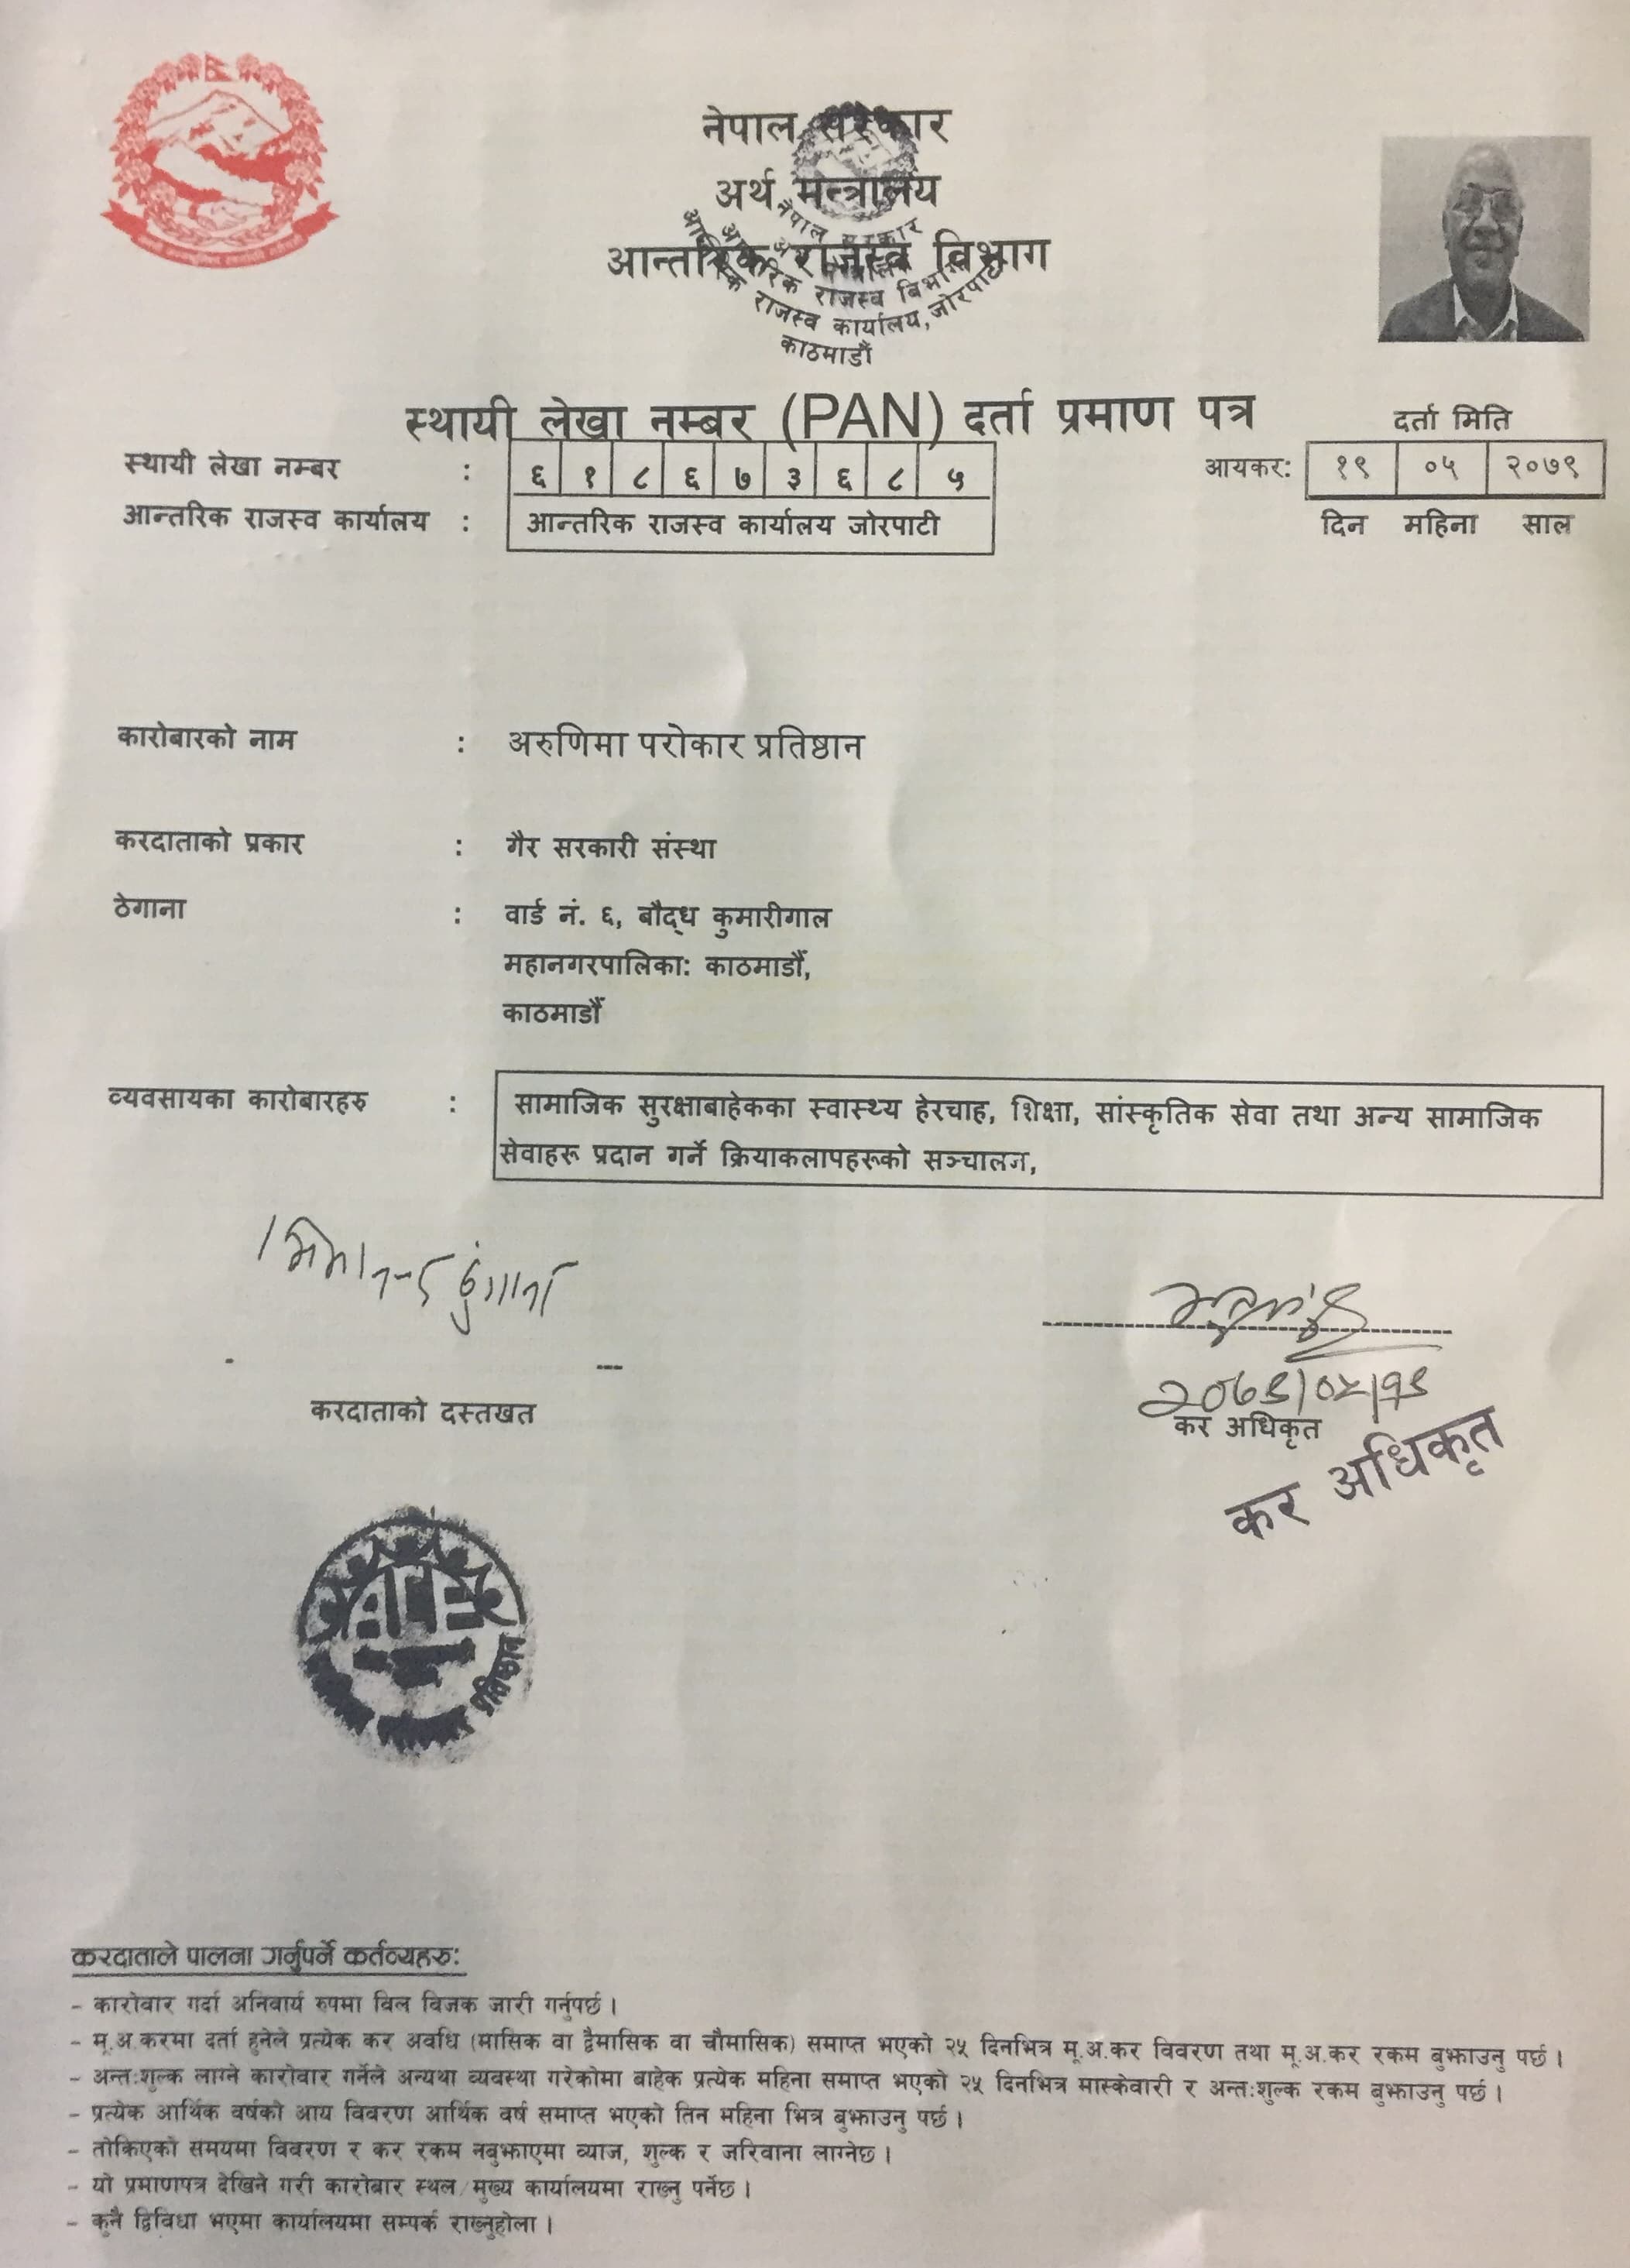 नेपाल सरकार
अर्थ मन्त्रालय
आन्तरिक राजस्व विभाग
नेपाल सरकार
आन्तरिक राजस्व विभाग
आन्तरिक राजस्व कार्यालय, जोरपाटी
काठमाडौं
स्थायी लेखा नम्बर (PAN) दर्ता प्रमाण पत्र
दर्ता मिति
स्थायी लेखा नम्बर : ६ १ ८ ६ ७ ३ ६ ८ ५
आयकर: १९ ०५ २०७९
आन्तरिक राजस्व कार्यालय : आन्तरिक राजस्व कार्यालय जोरपाटी
दिन महिना साल
कारोबारको नाम : अरुणिमा परोकार प्रतिष्ठान
करदाताको प्रकार : गैर सरकारी संस्था
ठेगाना : वार्ड नं. ६, बौद्ध कुमारीगाल
महानगरपालिका: काठमाडौं,
काठमाडौं
व्यवसायका कारोबारहरु : सामाजिक सुरक्षाबाहेकका स्वास्थ्य हेरचाह, शिक्षा, सांस्कृतिक सेवा तथा अन्य सामाजिक
सेवाहरू प्रदान गर्ने क्रियाकलापहरूको सञ्चालन,
करदाताको दस्तखत
कर अधिकृत
कर अधिकृत
प्रतिष्ठान
करदाताले पालना गर्नुपर्ने कर्तव्यहरु:
- कारोवार गर्दा अनिवार्य रुपमा विल विजक जारी गर्नुपर्छ ।
- मू.अ.करमा दर्ता हुनेले प्रत्येक कर अवधि (मासिक वा द्वैमासिक वा चौमासिक) समाप्त भएको २५ दिनभित्र मू.अ.कर विवरण तथा मू.अ.कर रकम बुझाउनु पर्छ ।
- अन्त:शुल्क लाग्ने कारोवार गर्नेले अन्यथा व्यवस्था गरेकोमा बाहेक प्रत्येक महिना समाप्त भएको २५ दिनभित्र मास्केवारी र अन्त:शुल्क रकम बुझाउनु पर्छ ।
- प्रत्येक आर्थिक वर्षको आय विवरण आर्थिक वर्ष समाप्त भएको तिन महिना भित्र बुझाउनु पर्छ ।
- तोकिएको समयमा विवरण र कर रकम नबुझाएमा व्याज, शुल्क र जरिवाना लाग्नेछ ।
- यो प्रमाणपत्र देखिने गरी कारोबार स्थल/मुख्य कार्यालयमा राख्नु पर्नेछ ।
- कुनै द्विविधा भएमा कार्यालयमा सम्पर्क राख्नुहोला ।